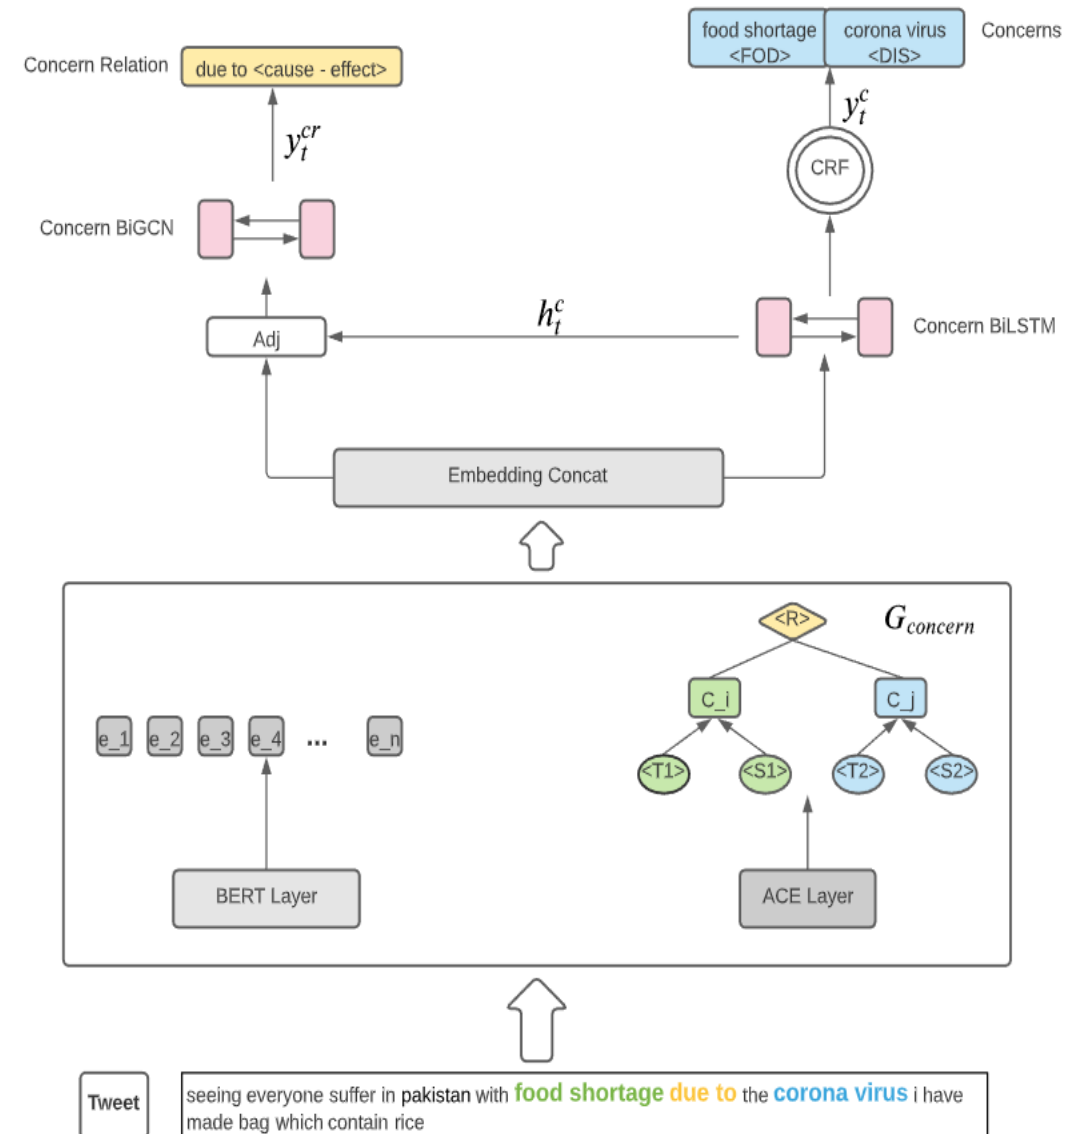 food shortage <FOD>
corona virus <DIS>
Concerns
Concern Relation
due to <cause - effect>
y_t^{cr}
y_t^c
CRF
Concern BiGCN
Adj
h_t^c
Concern BiLSTM
Embedding Concat
<R>
G_{concern}
C_i
C_j
e_1
e_2
e_3
e_4
...
e_n
<T1>
<S1>
<T2>
<S2>
BERT Layer
ACE Layer
Tweet
seeing everyone suffer in pakistan with food shortage due to the corona virus i have
made bag which contain rice